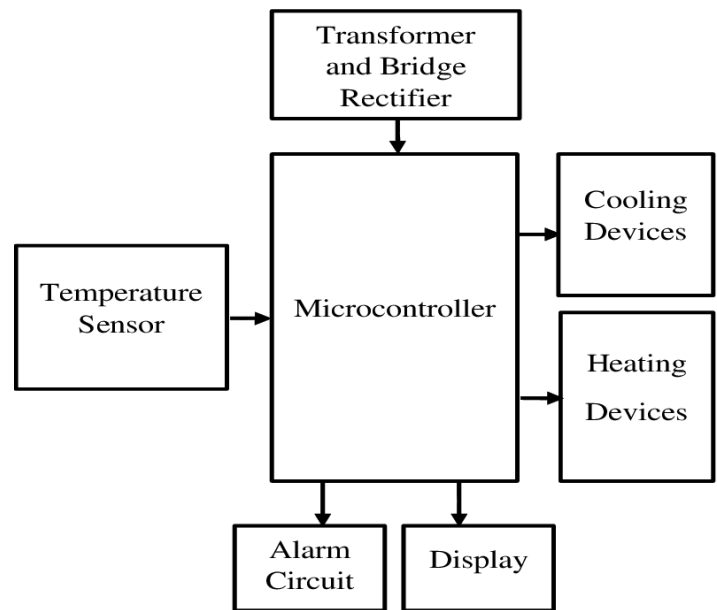 Transformer
and Bridge
Rectifier
Cooling
Devices
Temperature
Sensor
Microcontroller
Heating
Devices
Alarm
Circuit
Display